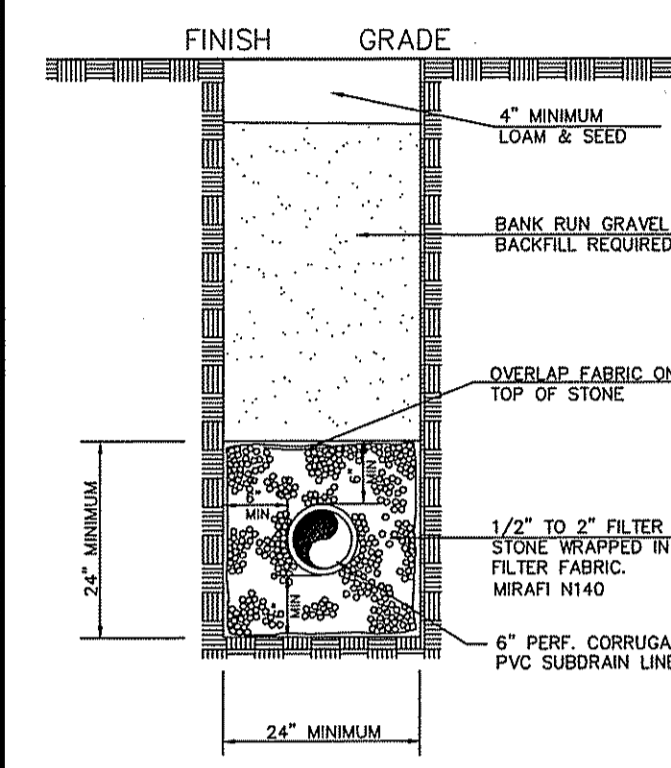 FINISH GRADE
4" MINIMUM
LOAM & SEED
BANK RUN GRAVEL
BACKFILL REQUIRED
OVERLAP FABRIC ON
TOP OF STONE
24" MINIMUM
6"
MIN
MIN
1/2" TO 2" FILTER
STONE WRAPPED IN
FILTER FABRIC.
MIRAFI N140
6"
MIN
6" PERF. CORRUGA
PVC SUBDRAIN LINE
24" MINIMUM